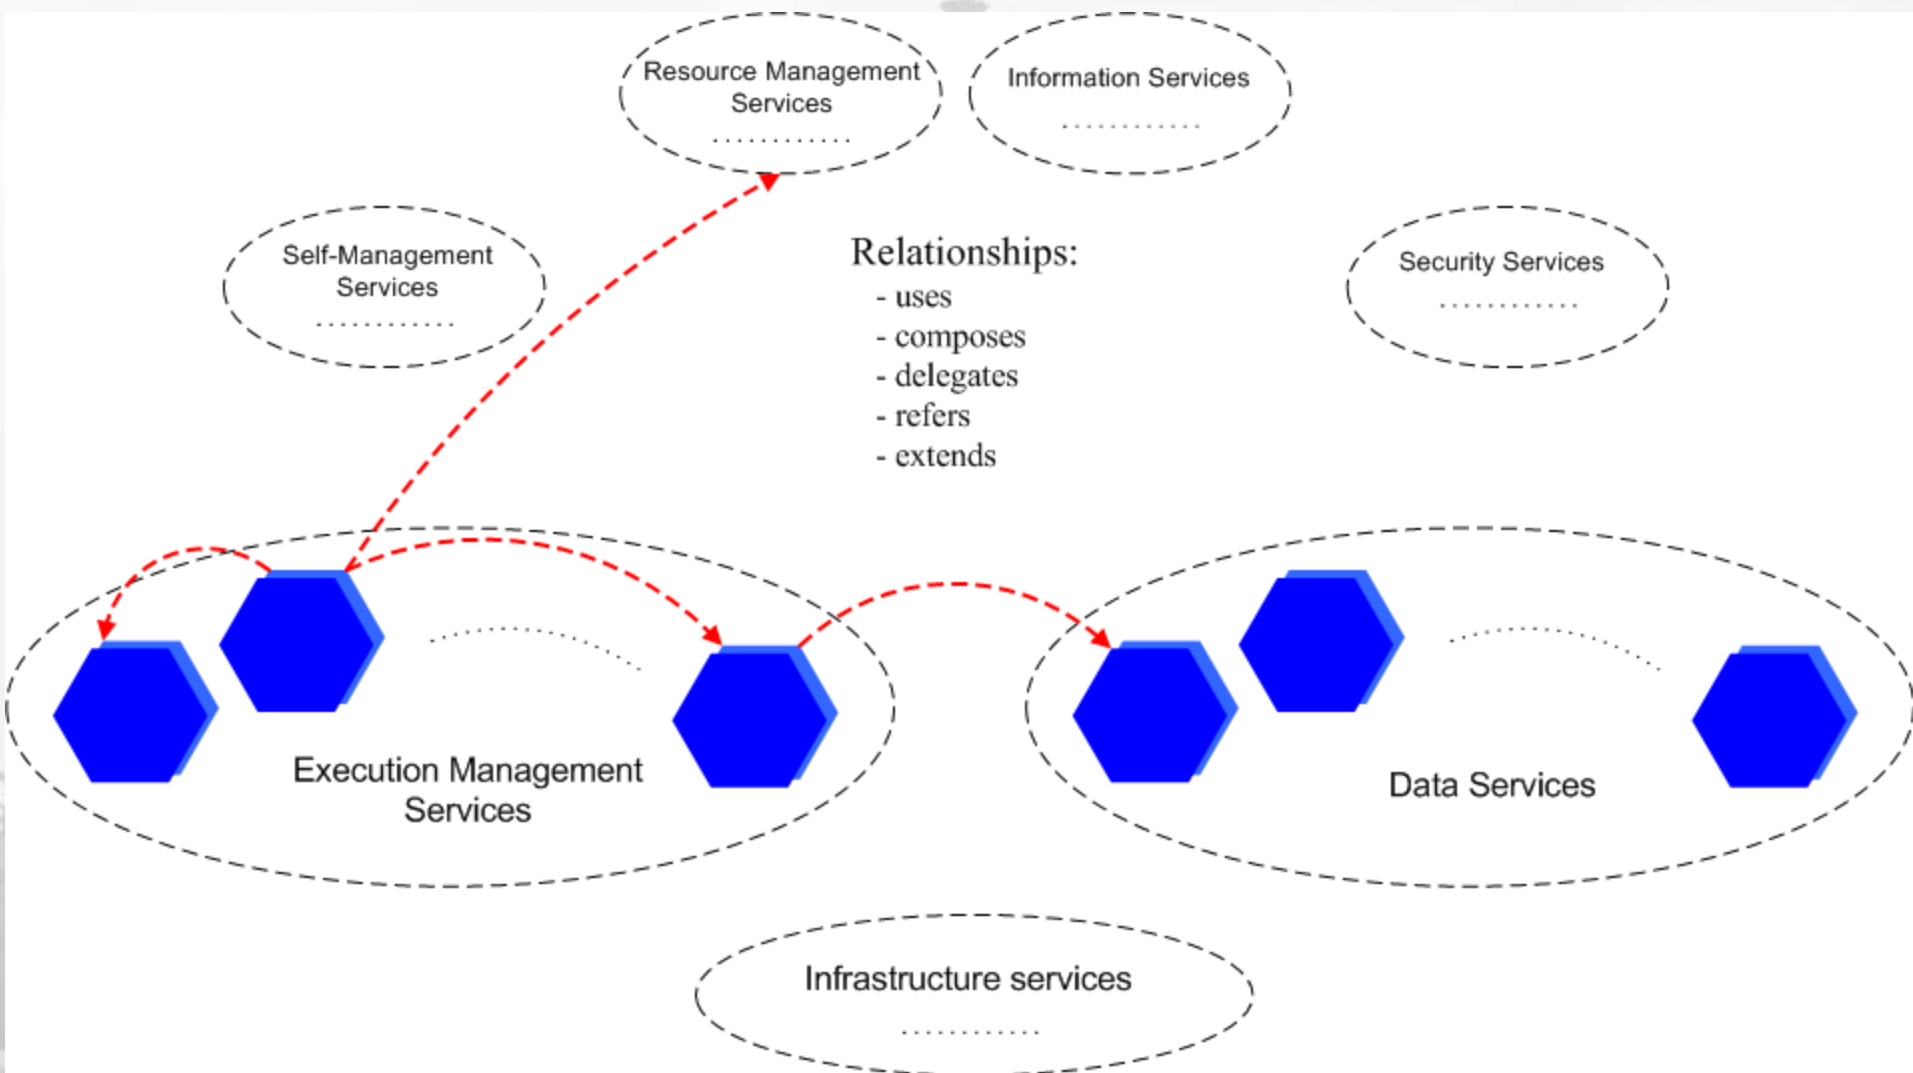 Resource Management
Services
Information Services
Self-Management
Services
Relationships:
- uses
- composes
- delegates
- refers
- extends
Security Services
Execution Management
Services
Data Services
Infrastructure services